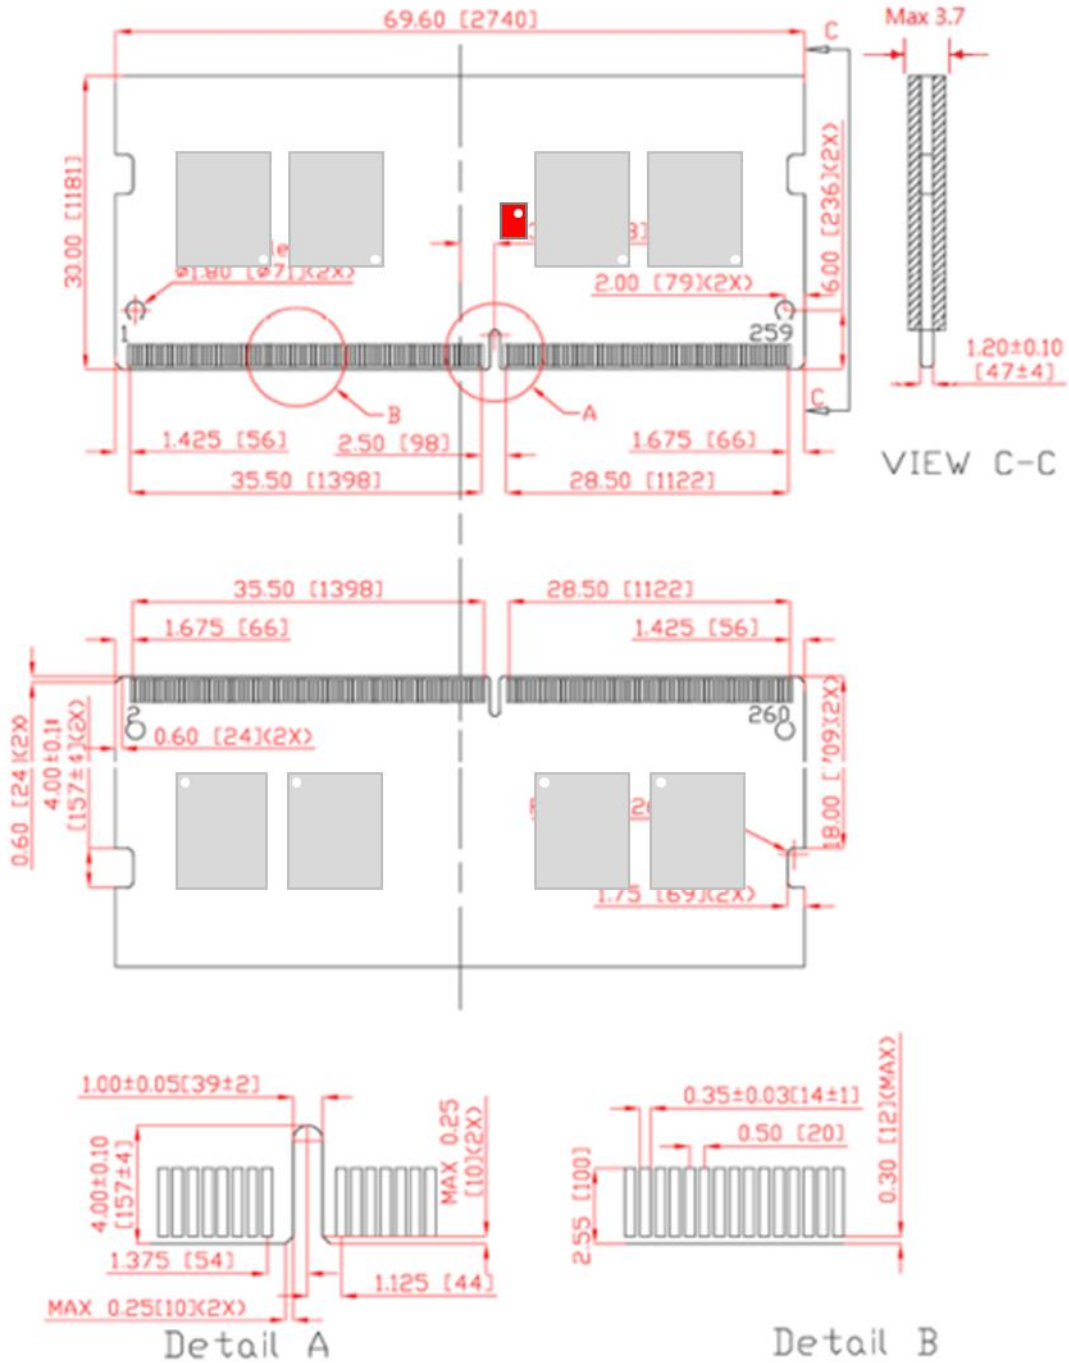 69.60 [2740]
C
Max 3.7
30.00 [1181]
6.00 [236](2X)
Ø1.80 [Ø71](2X)
2.00 [79](2X)
1
259
1.20±0.10
[47±4]
C
B
A
1.425 [56]
2.50 [98]
1.675 [66]
VIEW C-C
35.50 [1398]
28.50 [1122]
35.50 [1398]
28.50 [1122]
1.675 [66]
1.425 [56]
2
260
0.60 [24](2X)
0.60 [24](2X)
4.00±0.1
[157±4](2X)
18.00
1.75 [69](2X)
1.00±0.05[39±2]
4.00±0.10
[157±4]
MAX 0.25
[10](2X)
1.375 [54]
1.125 [44]
MAX 0.25[10](2X)
Detail A
0.35±0.03[14±1]
0.50 [20]
2.55 [100]
0.30 [12](MAX)
Detail B